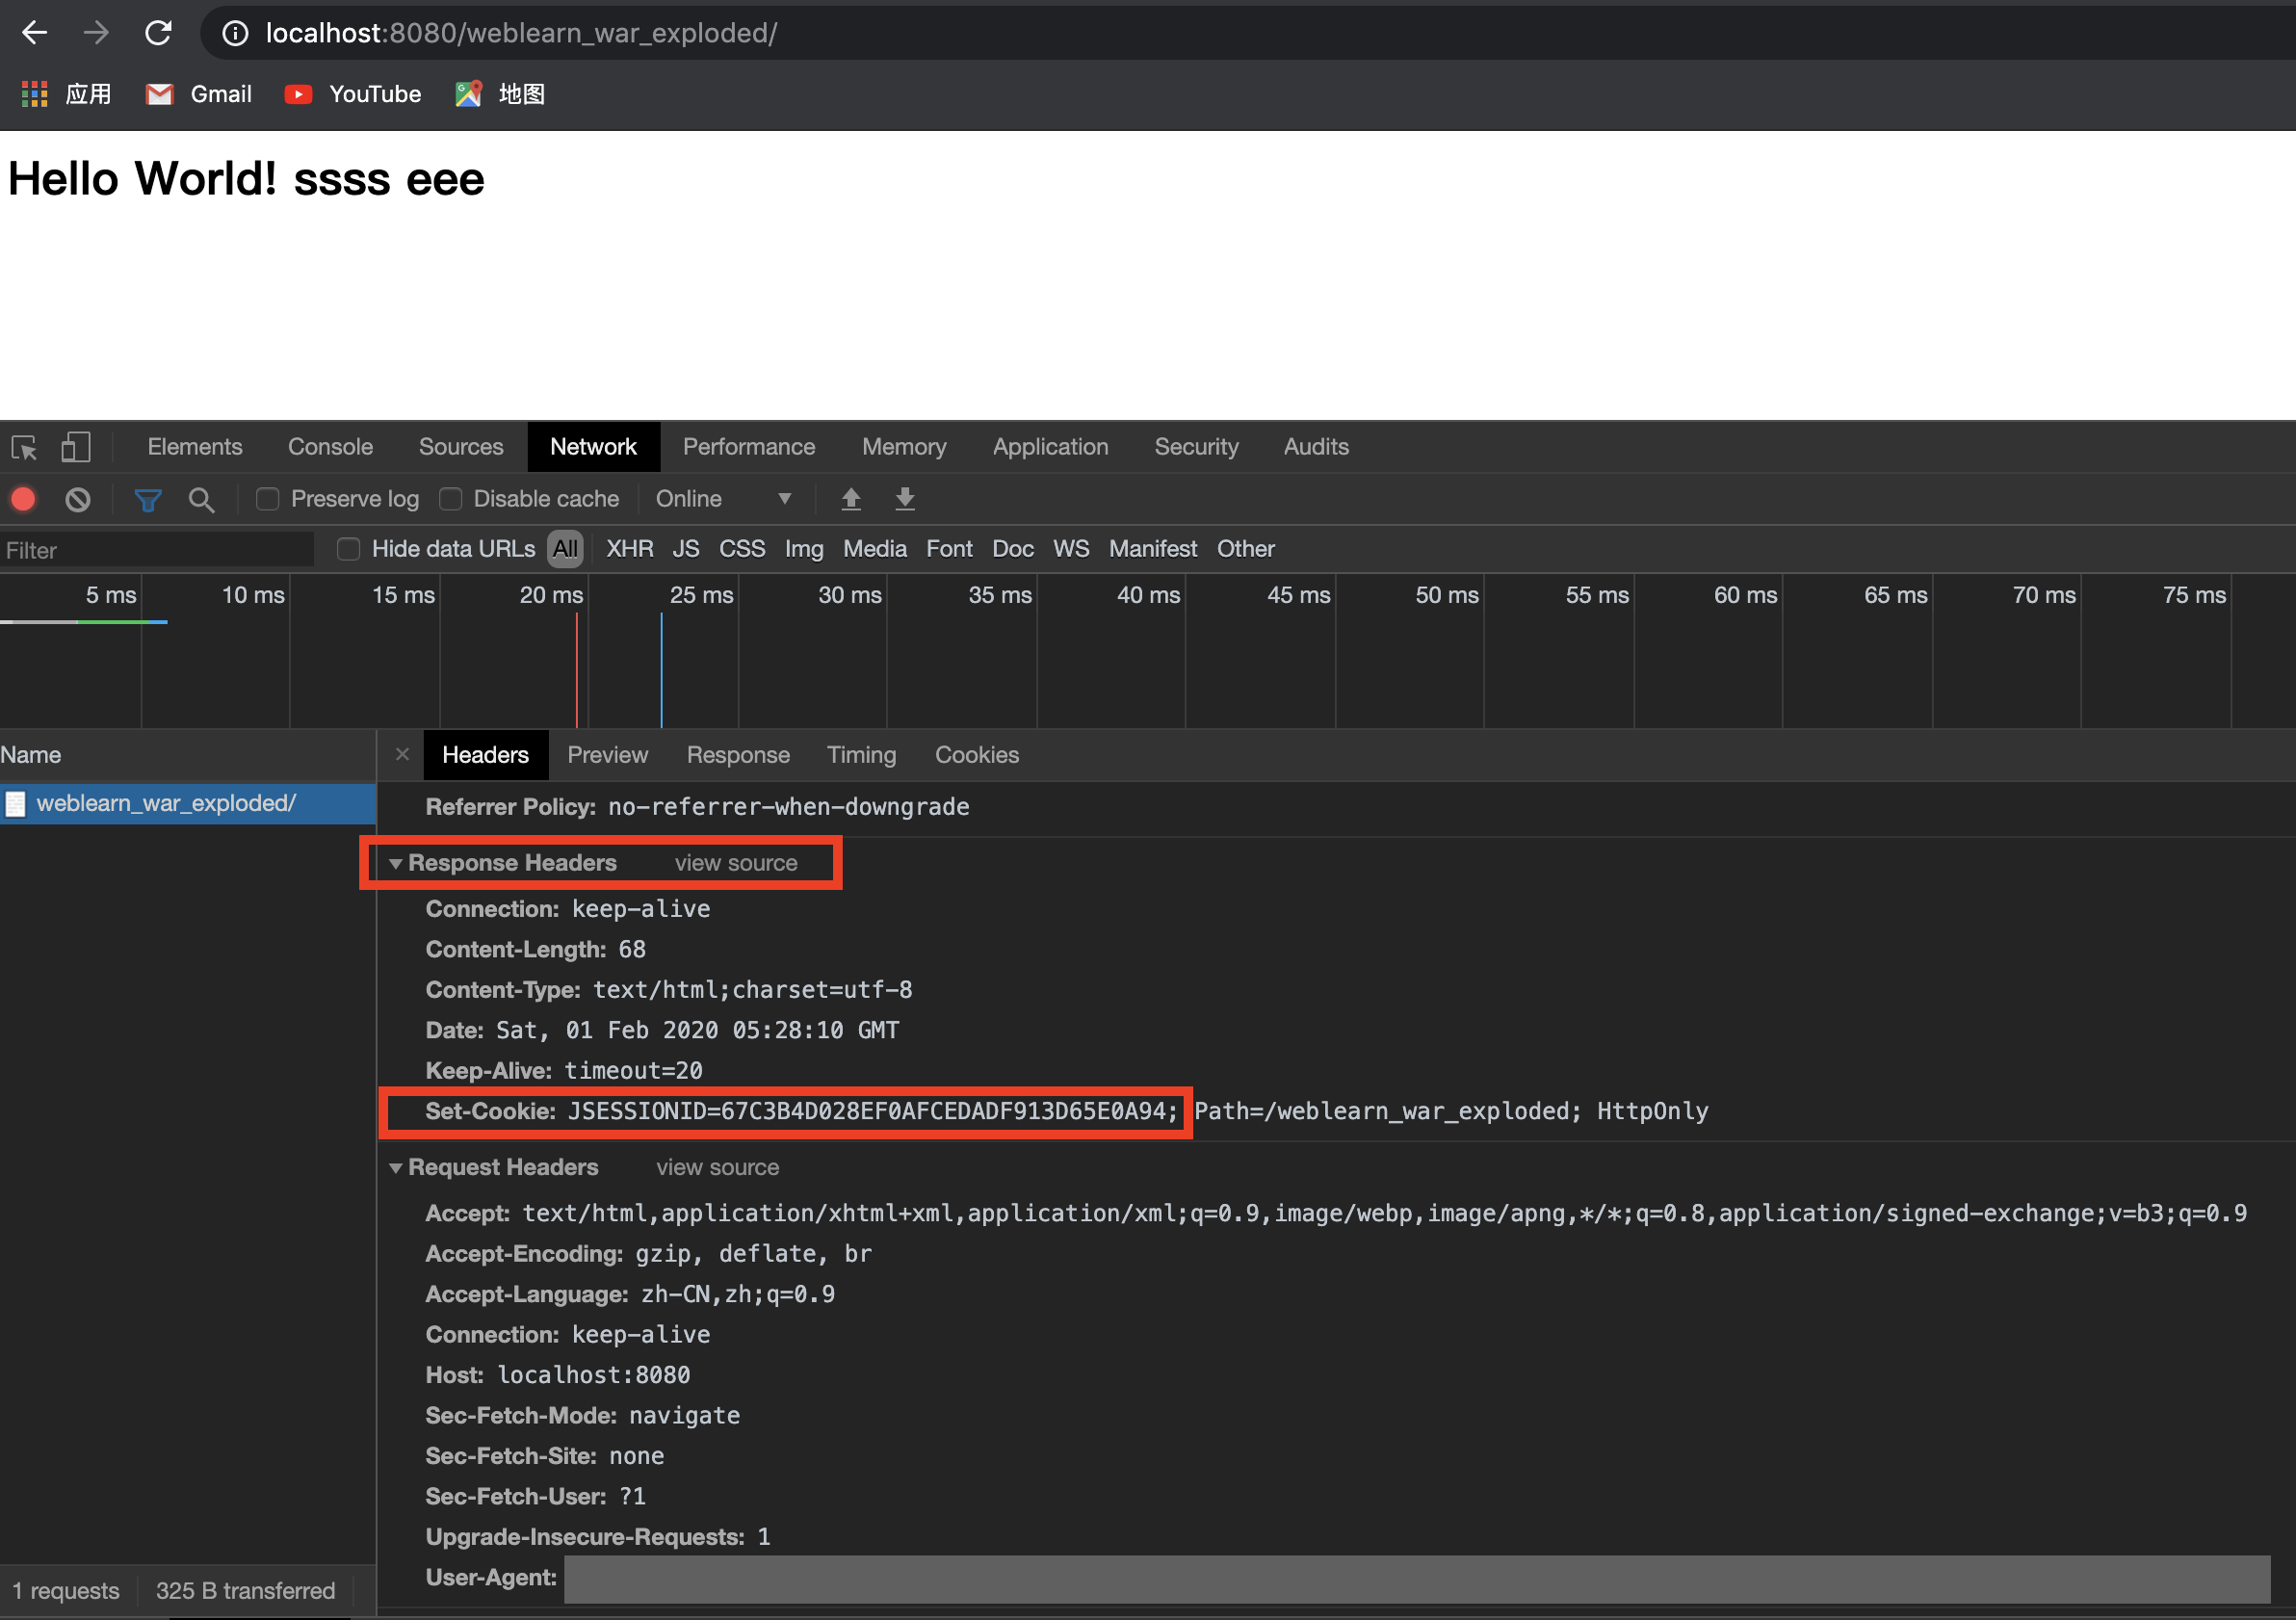 localhost:8080/weblearn_war_exploded/
应用 Gmail YouTube 地图
Hello World! ssss eee
Elements Console Sources Network Performance Memory Application Security Audits
Preserve log Disable cache Online
Filter Hide data URLs All XHR JS CSS Img Media Font Doc WS Manifest Other
5 ms 10 ms 15 ms 20 ms 25 ms 30 ms 35 ms 40 ms 45 ms 50 ms 55 ms 60 ms 65 ms 70 ms 75 ms
Name × Headers Preview Response Timing Cookies
weblearn_war_exploded/
Referrer Policy: no-referrer-when-downgrade
Response Headers view source
Connection: keep-alive
Content-Length: 68
Content-Type: text/html;charset=utf-8
Date: Sat, 01 Feb 2020 05:28:10 GMT
Keep-Alive: timeout=20
Set-Cookie: JSESSIONID=67C3B4D028EF0AFCEDADF913D65E0A94; Path=/weblearn_war_exploded; HttpOnly
Request Headers view source
Accept: text/html,application/xhtml+xml,application/xml;q=0.9,image/webp,image/apng,*/*;q=0.8,application/signed-exchange;v=b3;q=0.9
Accept-Encoding: gzip, deflate, br
Accept-Language: zh-CN,zh;q=0.9
Connection: keep-alive
Host: localhost:8080
Sec-Fetch-Mode: navigate
Sec-Fetch-Site: none
Sec-Fetch-User: ?1
Upgrade-Insecure-Requests: 1
User-Agent:
1 requests 325 B transferred